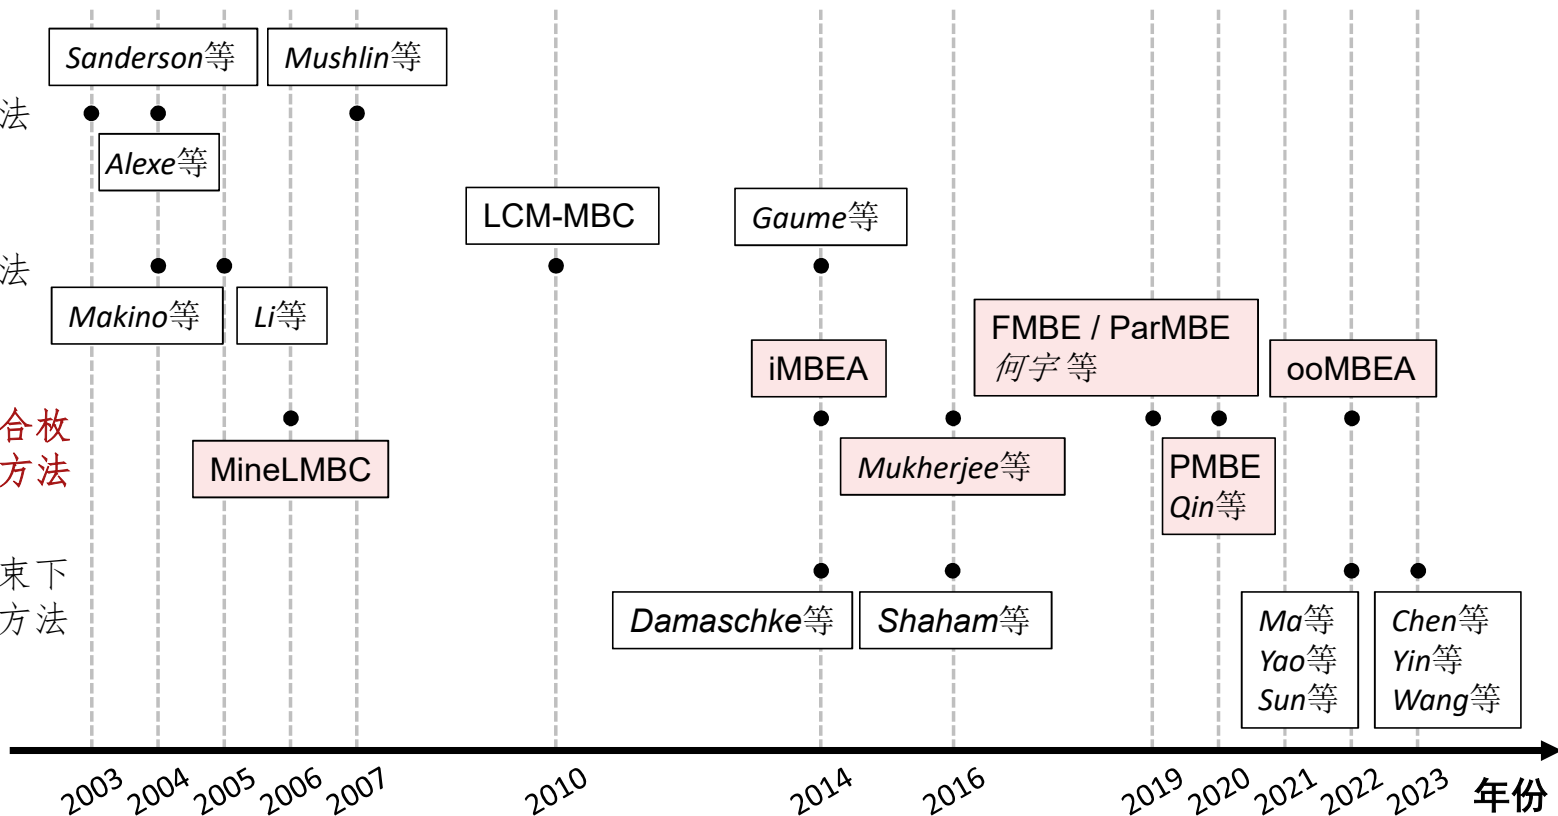 Sanderson等
Mushlin等
法
Alexe等
LCM-MBC
Gaume等
法
Makino等
Li等
FMBE / ParMBE
何宇 等
iMBEA
ooMBEA
合枚
方法
MineLMBC
Mukherjee等
PMBE
Qin等
束下
方法
Damaschke等
Shaham等
Ma等
Yao等
Sun等
Chen等
Yin等
Wang等
2003
2004
2005
2006
2007
2010
2014
2016
2019
2020
2021
2022
2023
年份